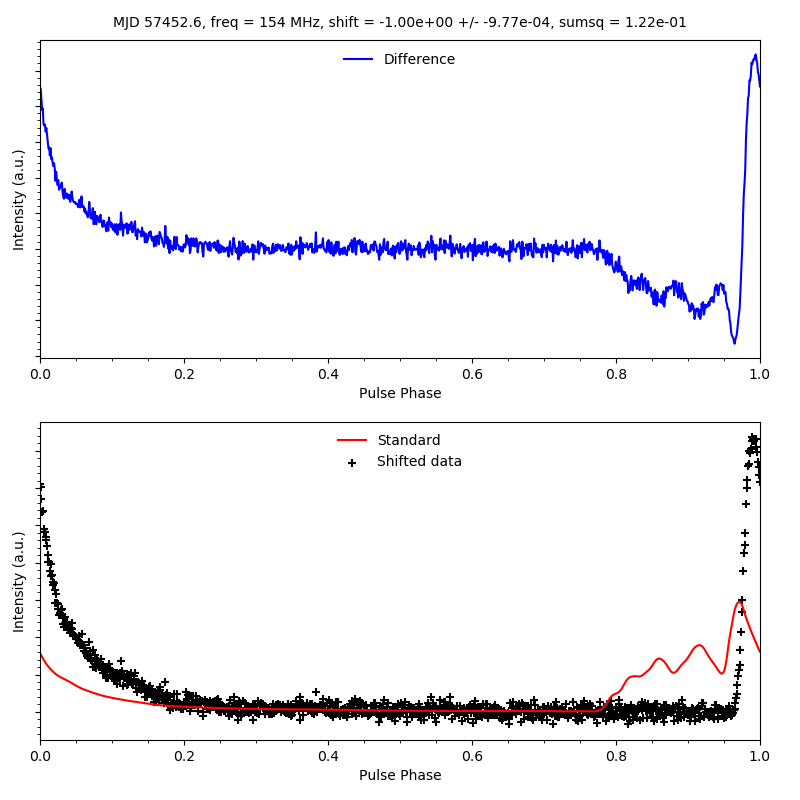 MJD 57452.6, freq = 154 MHz, shift = -1.00e+00 +/- -9.77e-04, sumsq = 1.22e-01
Difference
Intensity (a.u.)
0.0 0.2 0.4 0.6 0.8 1.0
Pulse Phase
Standard
Shifted data
Intensity (a.u.)
0.0 0.2 0.4 0.6 0.8 1.0
Pulse Phase